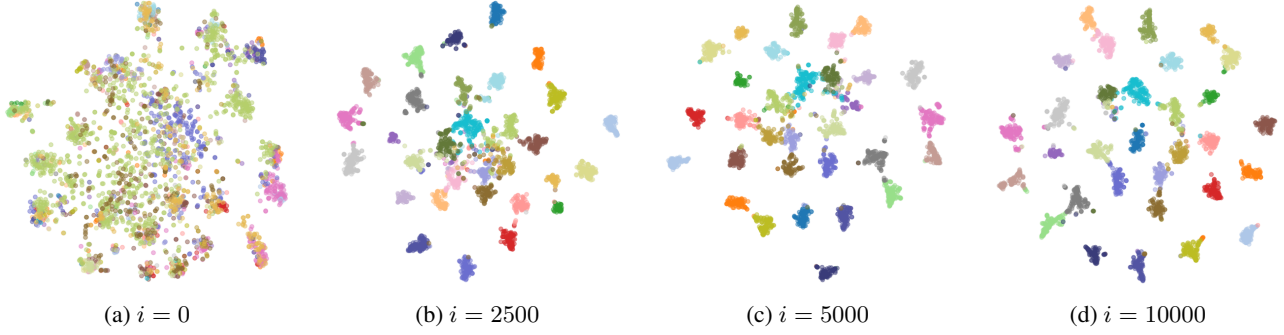 (a) i = 0 (b) i = 2500 (c) i = 5000 (d) i = 10000